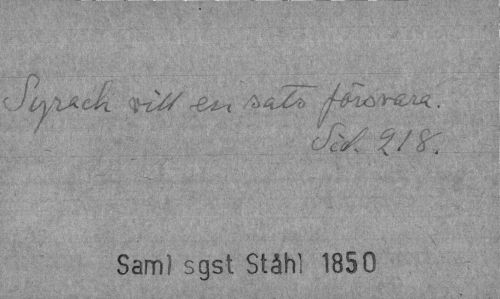 Syrach vill en sats försvara.
Sid. 218.
Saml sgst Ståhl 1850